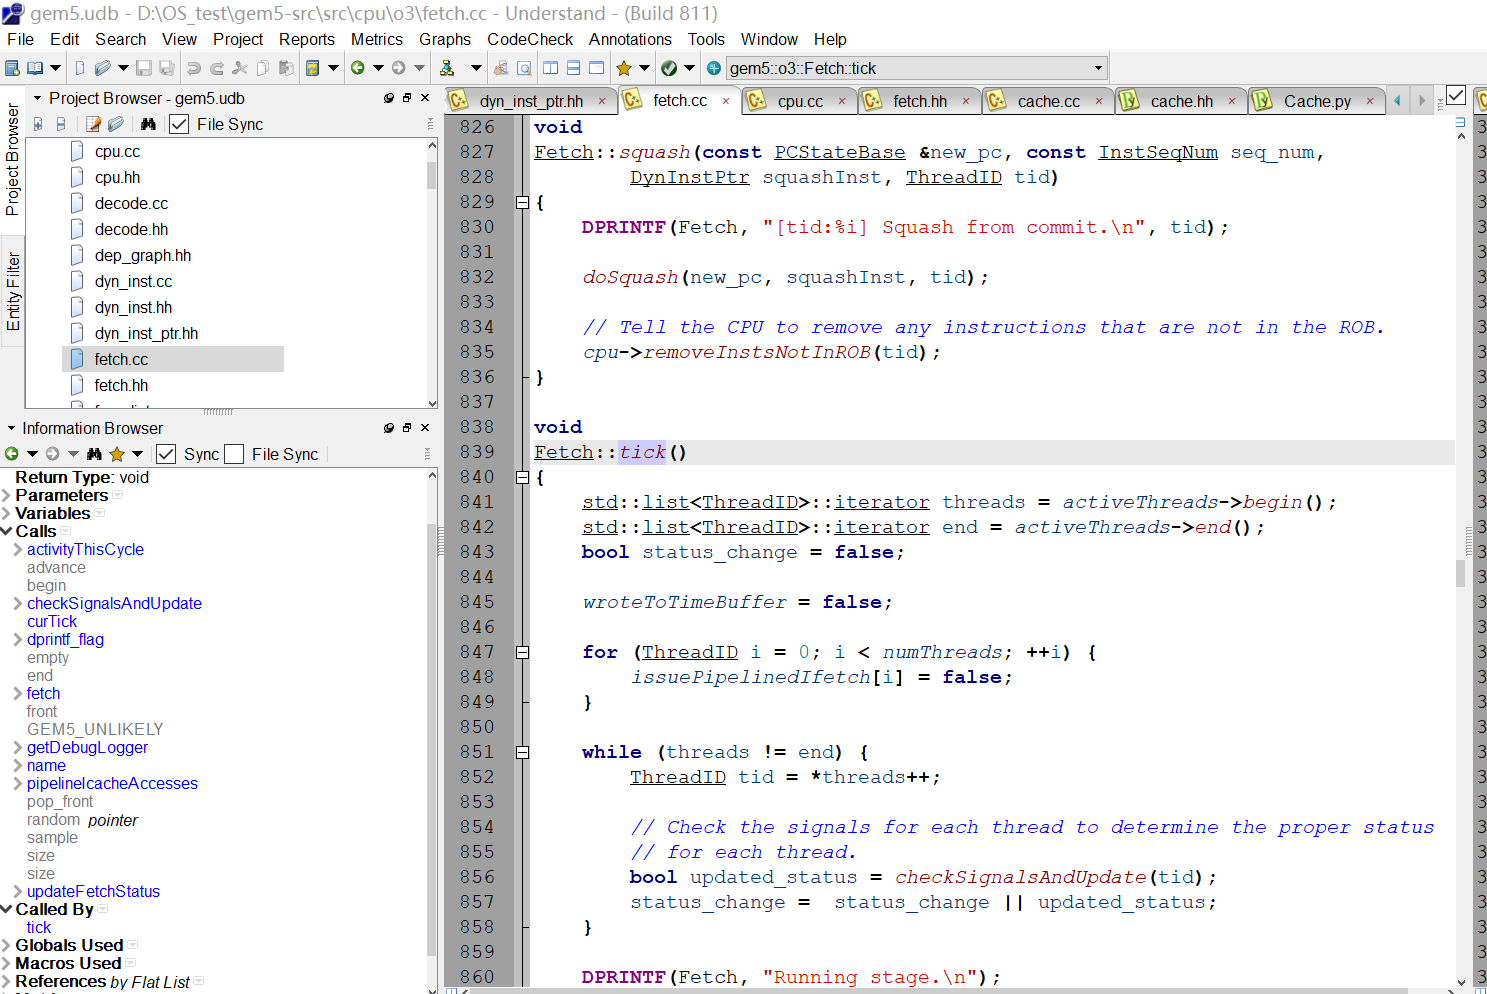 gem5.udb - D:\OS_test\gem5-src\src\cpu\o3\fetch.cc - Understand - (Build 811)
File Edit Search View Project Reports Metrics Graphs CodeCheck Annotations Tools Window Help
gem5::o3::Fetch::tick
Project Browser
Entity Filter
Project Browser - gem5.udb
File Sync
cpu.cc
cpu.hh
decode.cc
decode.hh
dep_graph.hh
dyn_inst.cc
dyn_inst.hh
dyn_inst_ptr.hh
fetch.cc
fetch.hh
Information Browser
Sync File Sync
Return Type: void
Parameters
Variables
Calls
activityThisCycle
advance
begin
checkSignalsAndUpdate
curTick
dprintf_flag
empty
end
fetch
front
GEM5_UNLIKELY
getDebugLogger
name
pipelineIcacheAccesses
pop_front
random pointer
sample
size
size
updateFetchStatus
Called By
tick
Globals Used
Macros Used
References by Flat List
dyn_inst_ptr.hh × fetch.cc × cpu.cc × fetch.hh × cache.cc × cache.hh × Cache.py ×
826 void
827 Fetch::squash(const PCStateBase &new_pc, const InstSeqNum seq_num,
828 DynInstPtr squashInst, ThreadID tid)
829 {
830 DPRINTF(Fetch, "[tid:%i] Squash from commit.\n", tid);
831
832 doSquash(new_pc, squashInst, tid);
833
834 // Tell the CPU to remove any instructions that are not in the ROB.
835 cpu->removeInstsNotInROB(tid);
836 }
837
838 void
839 Fetch::tick()
840 {
841 std::list<ThreadID>::iterator threads = activeThreads->begin();
842 std::list<ThreadID>::iterator end = activeThreads->end();
843 bool status_change = false;
844
845 wroteToTimeBuffer = false;
846
847 for (ThreadID i = 0; i < numThreads; ++i) {
848 issuePipelinedIfetch[i] = false;
849 }
850
851 while (threads != end) {
852 ThreadID tid = *threads++;
853
854 // Check the signals for each thread to determine the proper status
855 // for each thread.
856 bool updated_status = checkSignalsAndUpdate(tid);
857 status_change =  status_change || updated_status;
858 }
859
860 DPRINTF(Fetch, "Running stage.\n");